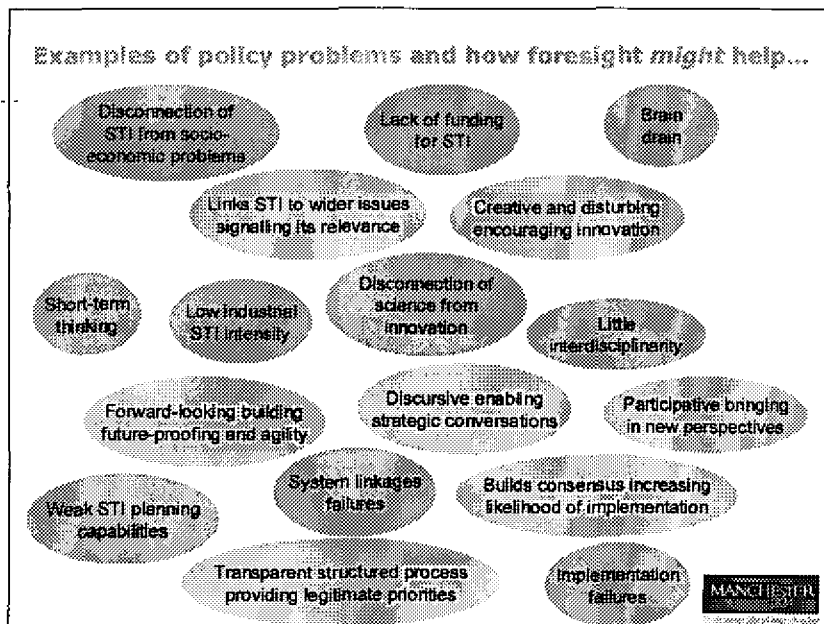 Examples of policy problems and how foresight might help...
Disconnection of
STI from socio-
economic problems
Lack of funding
for STI
Brain
drain
Links STI to wider issues
signalling its relevance
Creative and disturbing
encouraging innovation
Short-term
thinking
Low industrial
STI intensity
Disconnection of
science from
innovation
Little
interdisciplinarity
Forward-looking building
future-proofing and agility
Discursive enabling
strategic conversations
Participative bringing
in new perspectives
Weak STI planning
capabilities
System linkages
failures
Builds consensus increasing
likelihood of implementation
Transparent structured process
providing legitimate priorities
Implementation
failures
MANCHESTER